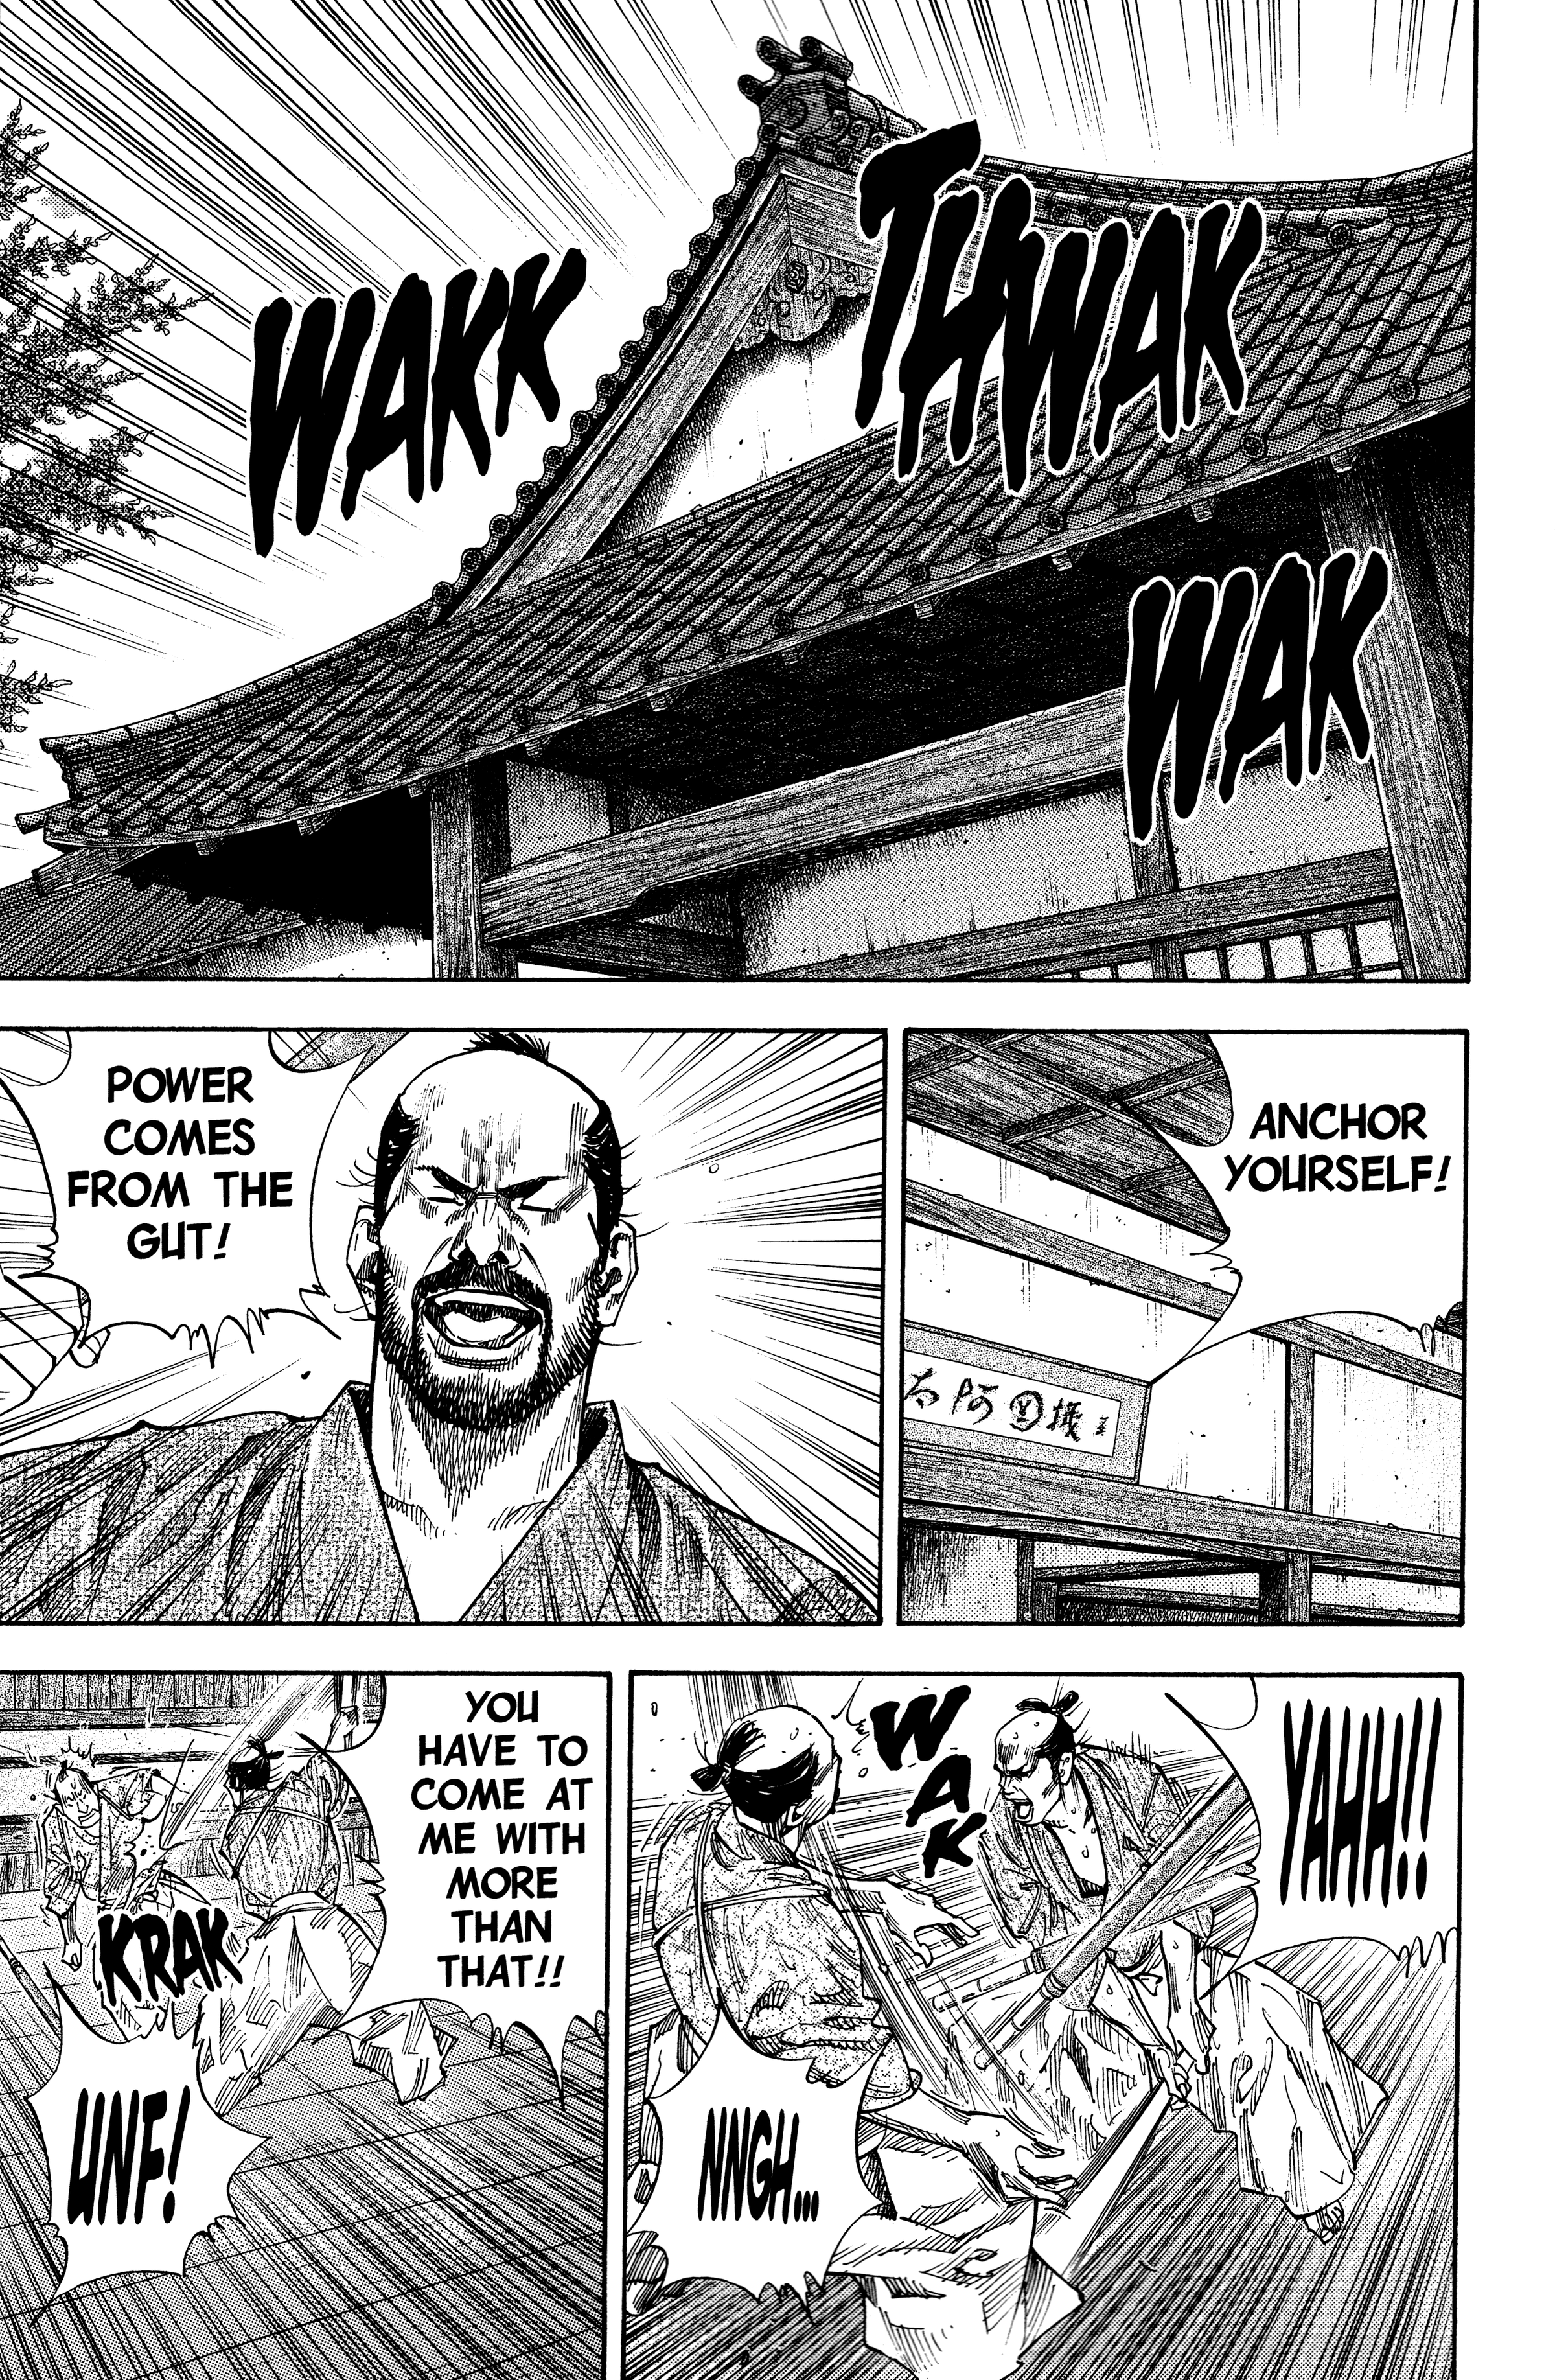 THWAK
WAKK
WAK
ANCHOR
YOURSELF!
POWER
COMES
FROM THE
GUT!
YAHH!!
WAK
NNGH...
YOU
HAVE TO
COME AT
ME WITH
MORE
THAN
THAT!!
KRAK
UNF!